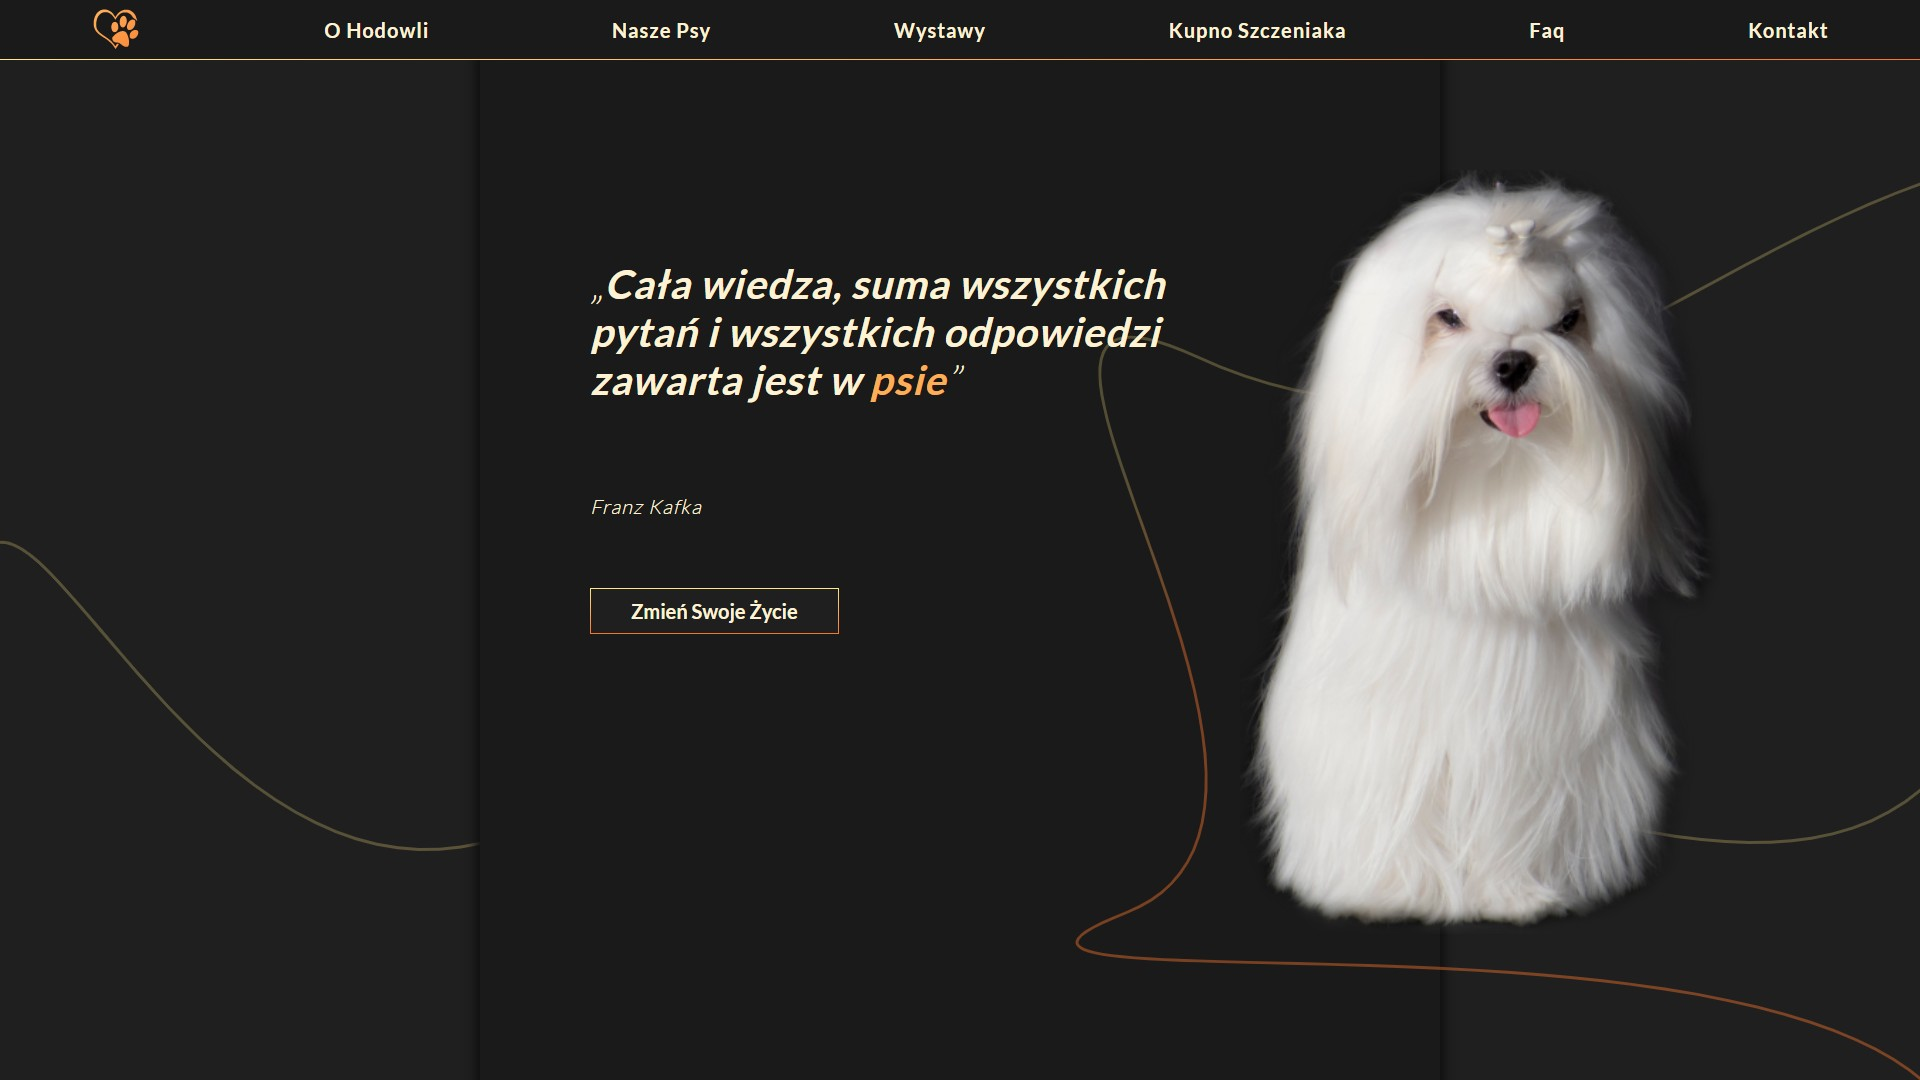 O Hodowli
Nasze Psy
Wystawy
Kupno Szczeniaka
Faq
Kontakt
„Cała wiedza, suma wszystkich
pytań i wszystkich odpowiedzi
zawarta jest w psie”
Franz Kafka
Zmień Swoje Życie